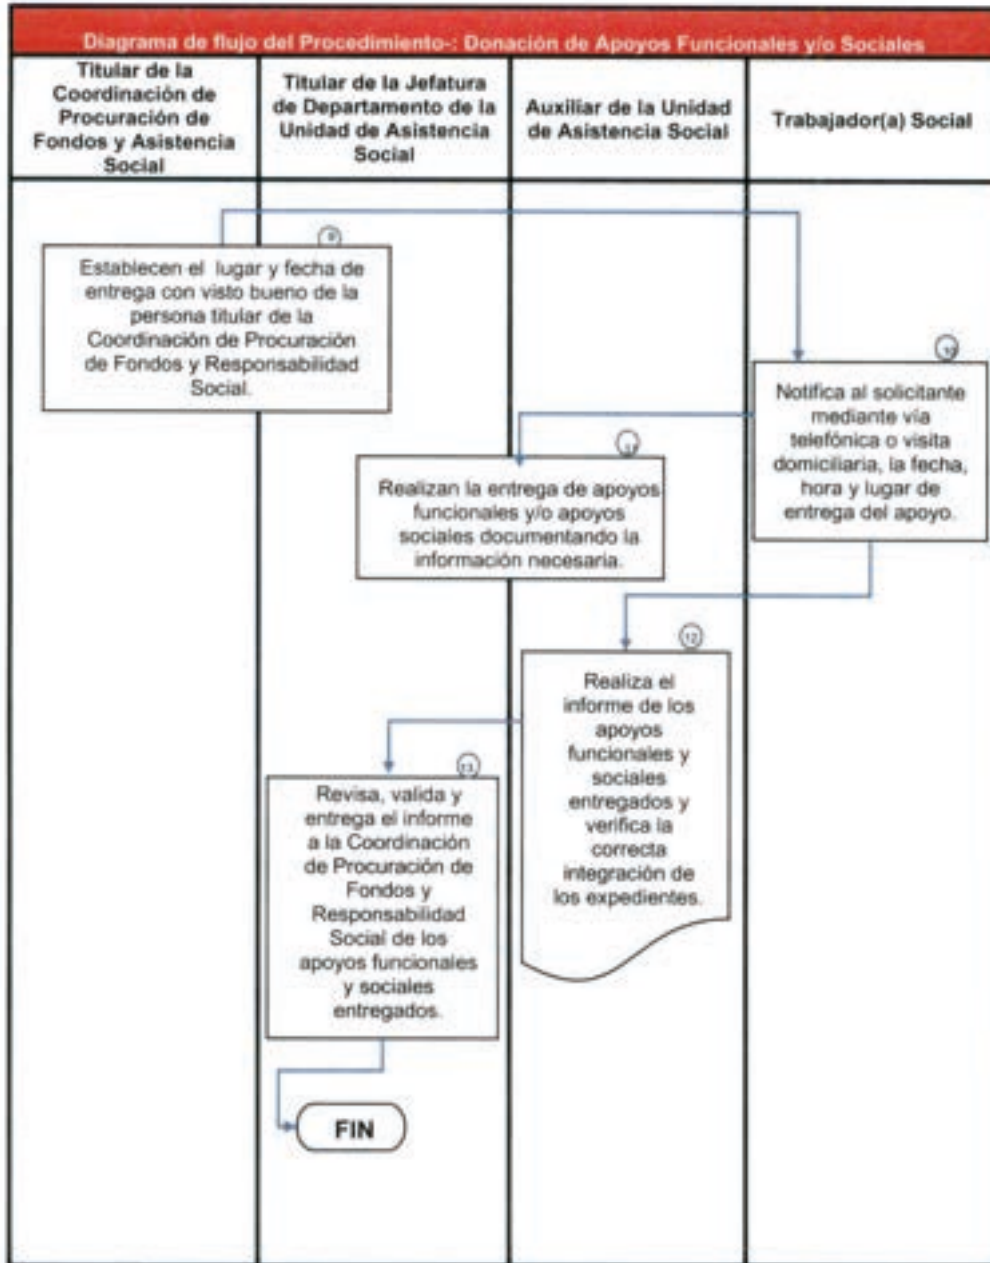 Diagrama de flujo del Procedimiento-: Donación de Apoyos Funcionales y/o Sociales
Titular de la
Coordinación de
Procuración de
Fondos y Asistencia
Social
Titular de la Jefatura
de Departamento de la
Unidad de Asistencia
Social
Auxiliar de la Unidad
de Asistencia Social
Trabajador(a) Social
9
Establecen el lugar y fecha de
entrega con visto bueno de la
persona titular de la
Coordinación de Procuración
de Fondos y Responsabilidad
Social.
10
Notifica al solicitante
mediante vía
telefónica o visita
domiciliaria, la fecha,
hora y lugar de
entrega del apoyo.
11
Realizan la entrega de apoyos
funcionales y/o apoyos
sociales documentando la
información necesaria.
12
Realiza el
informe de los
apoyos
funcionales y
sociales
entregados y
verifica la
correcta
integración de
los expedientes.
13
Revisa, valida y
entrega el informe
a la Coordinación
de Procuración de
Fondos y
Responsabilidad
Social de los
apoyos funcionales
y sociales
entregados.
FIN